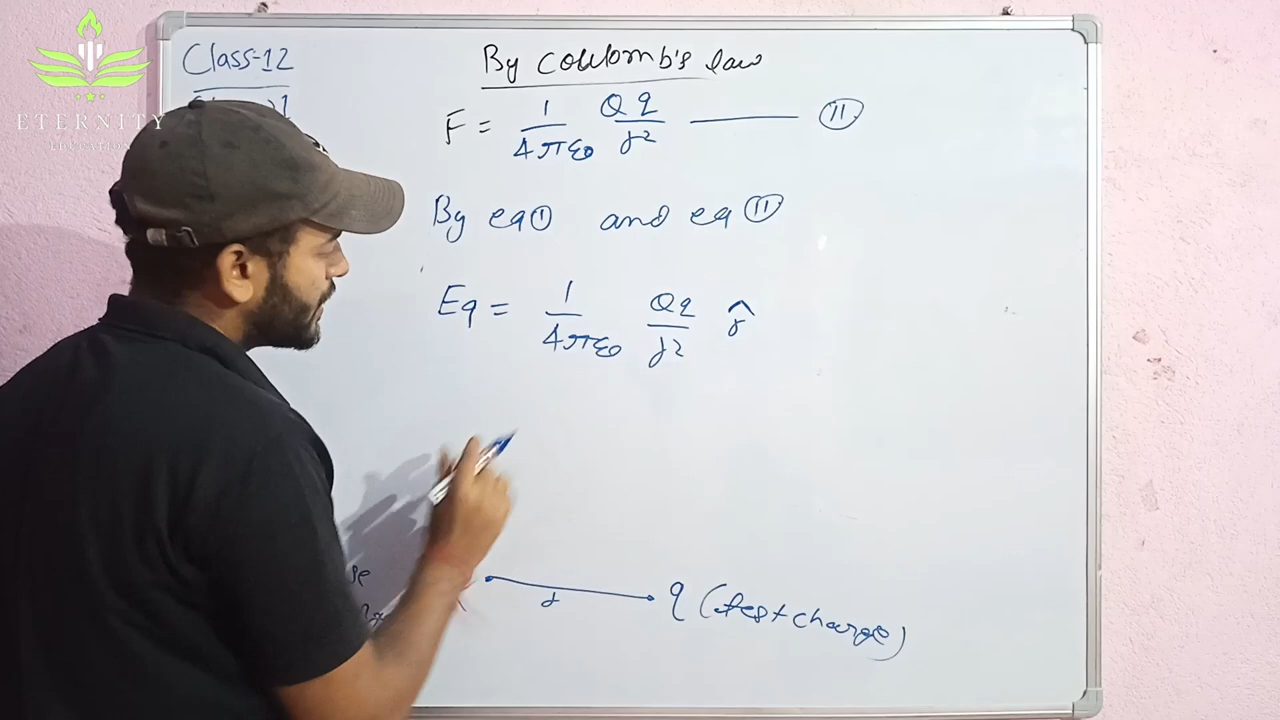 ETERNITY
EDUCATION
Class-12
By Coulomb's law
F = 1/4πε0 Qq/r² —— (II)
By eq (I) and eq (II)
Eq = 1/4πε0 Qq/r² r̂
r
q (test charge)